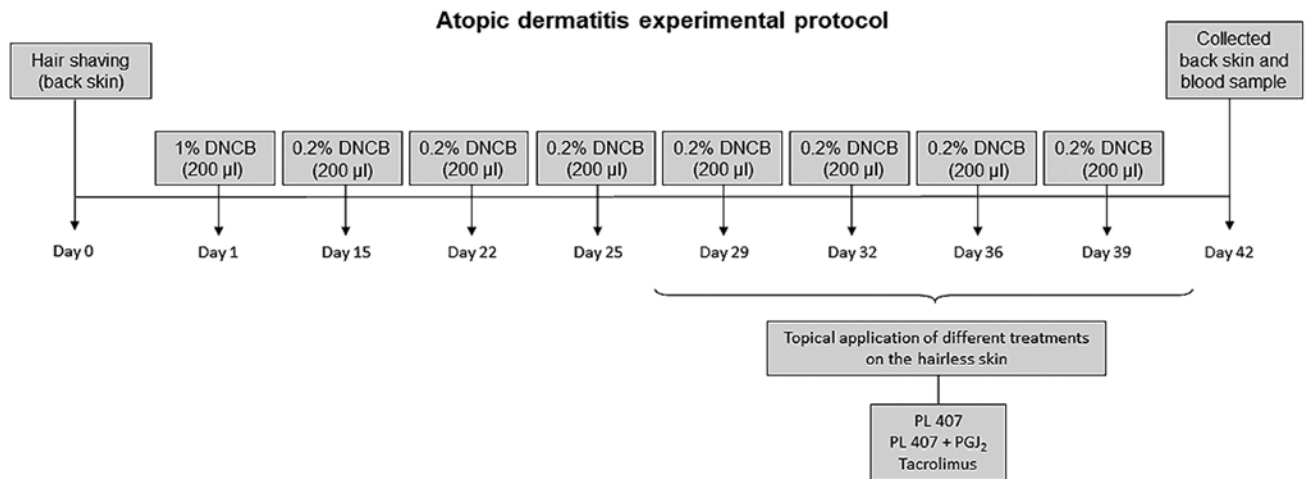 Atopic dermatitis experimental protocol
Hair shaving
(back skin)
Collected
back skin and
blood sample
1% DNCB
(200 µl)
0.2% DNCB
(200 µl)
0.2% DNCB
(200 µl)
0.2% DNCB
(200 µl)
0.2% DNCB
(200 µl)
0.2% DNCB
(200 µl)
0.2% DNCB
(200 µl)
0.2% DNCB
(200 µl)
Day 0
Day 1
Day 15
Day 22
Day 25
Day 29
Day 32
Day 36
Day 39
Day 42
Topical application of different treatments
on the hairless skin
PL 407
PL 407 + PGJ₂
Tacrolimus